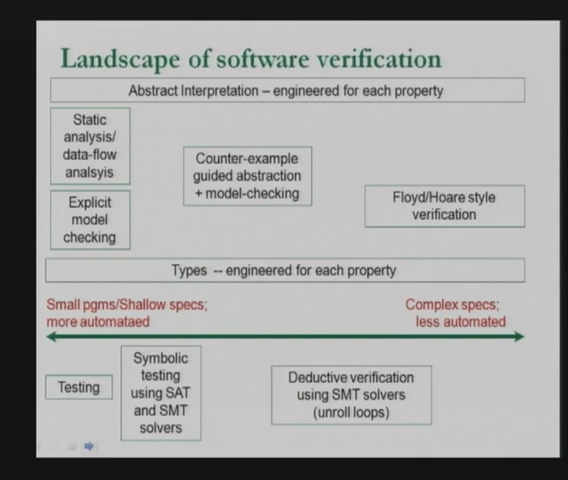 Landscape of software verification
Abstract Interpretation – engineered for each property
Static
analysis/
data-flow
analsyis
Counter-example
guided abstraction
+ model-checking
Floyd/Hoare style
verification
Explicit
model
checking
Types -- engineered for each property
Small pgms/Shallow specs;
more automataed
Complex specs;
less automated
Testing
Symbolic
testing
using SAT
and SMT
solvers
Deductive verification
using SMT solvers
(unroll loops)